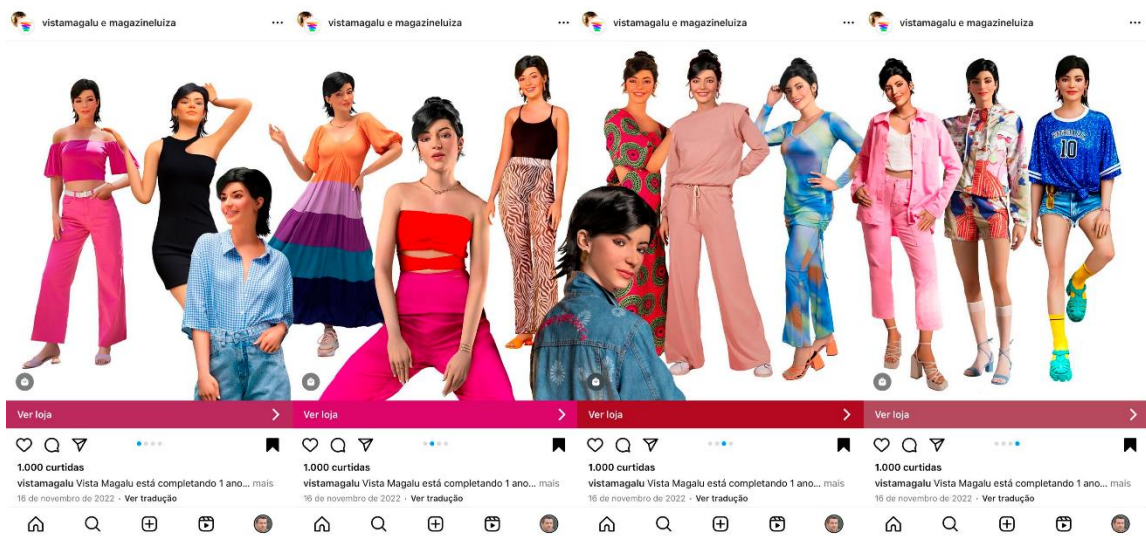 vistamagalu e magazineluiza
Ver loja
1.000 curtidas
vistamagalu Vista Magalu está completando 1 ano... mais
16 de novembro de 2022 · Ver tradução
vistamagalu e magazineluiza
Ver loja
1.000 curtidas
vistamagalu Vista Magalu está completando 1 ano... mais
16 de novembro de 2022 · Ver tradução
vistamagalu e magazineluiza
Ver loja
1.000 curtidas
vistamagalu Vista Magalu está completando 1 ano... mais
16 de novembro de 2022 · Ver tradução
vistamagalu e magazineluiza
10
Ver loja
1.000 curtidas
vistamagalu Vista Magalu está completando 1 ano... mais
16 de novembro de 2022 · Ver tradução